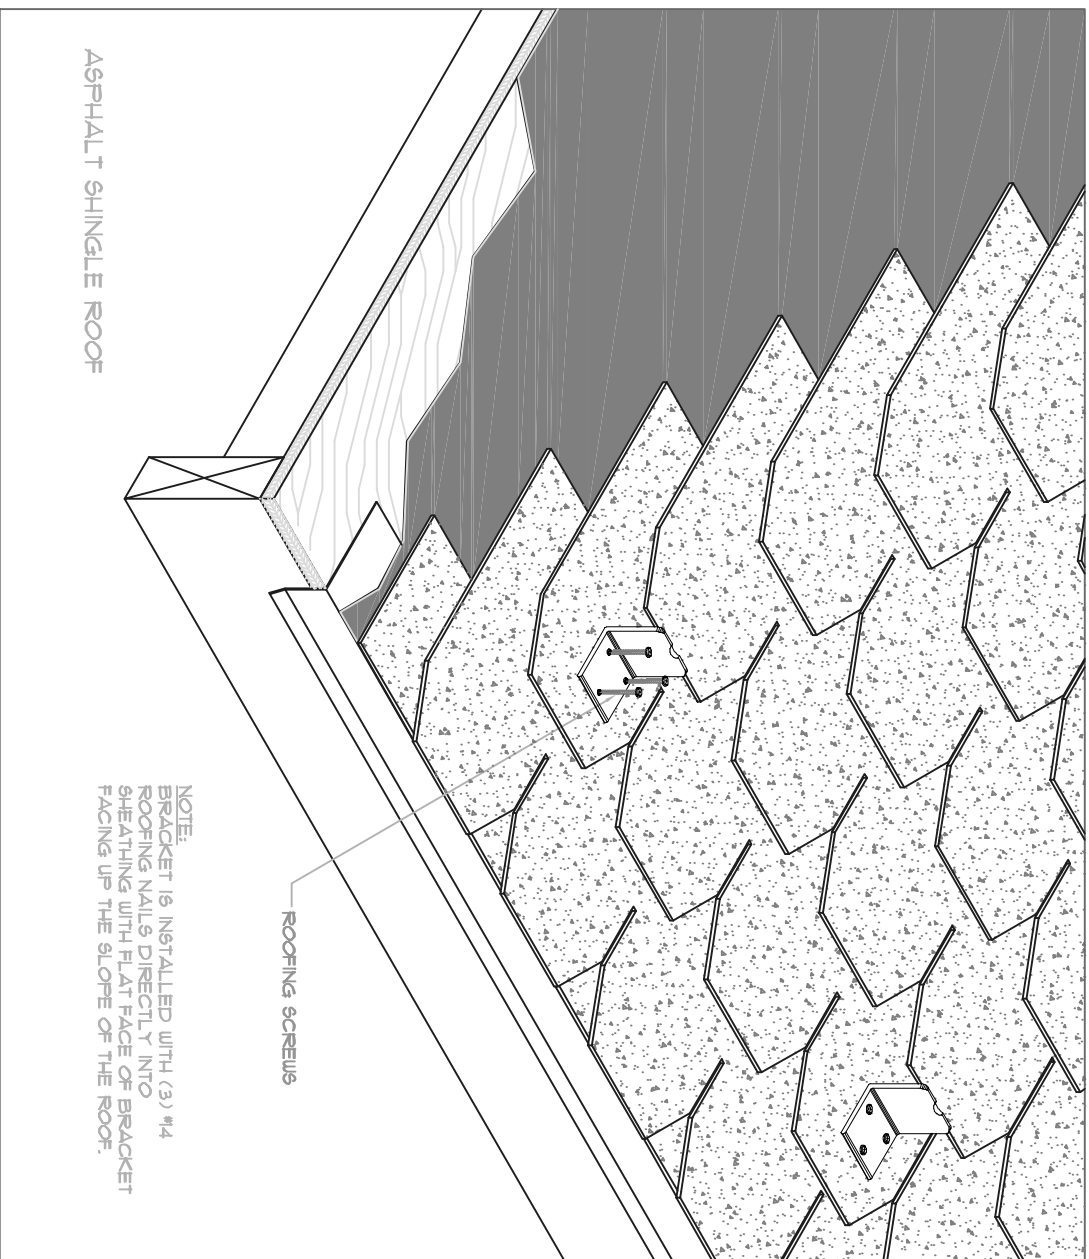 ASPHALT SHINGLE ROOF
ROOFING SCREWS
NOTE:
BRACKET IS INSTALLED WITH (3) #14
ROOFING NAILS DIRECTLY INTO
SHEATHING WITH FLAT FACE OF BRACKET
FACING UP THE SLOPE OF THE ROOF.